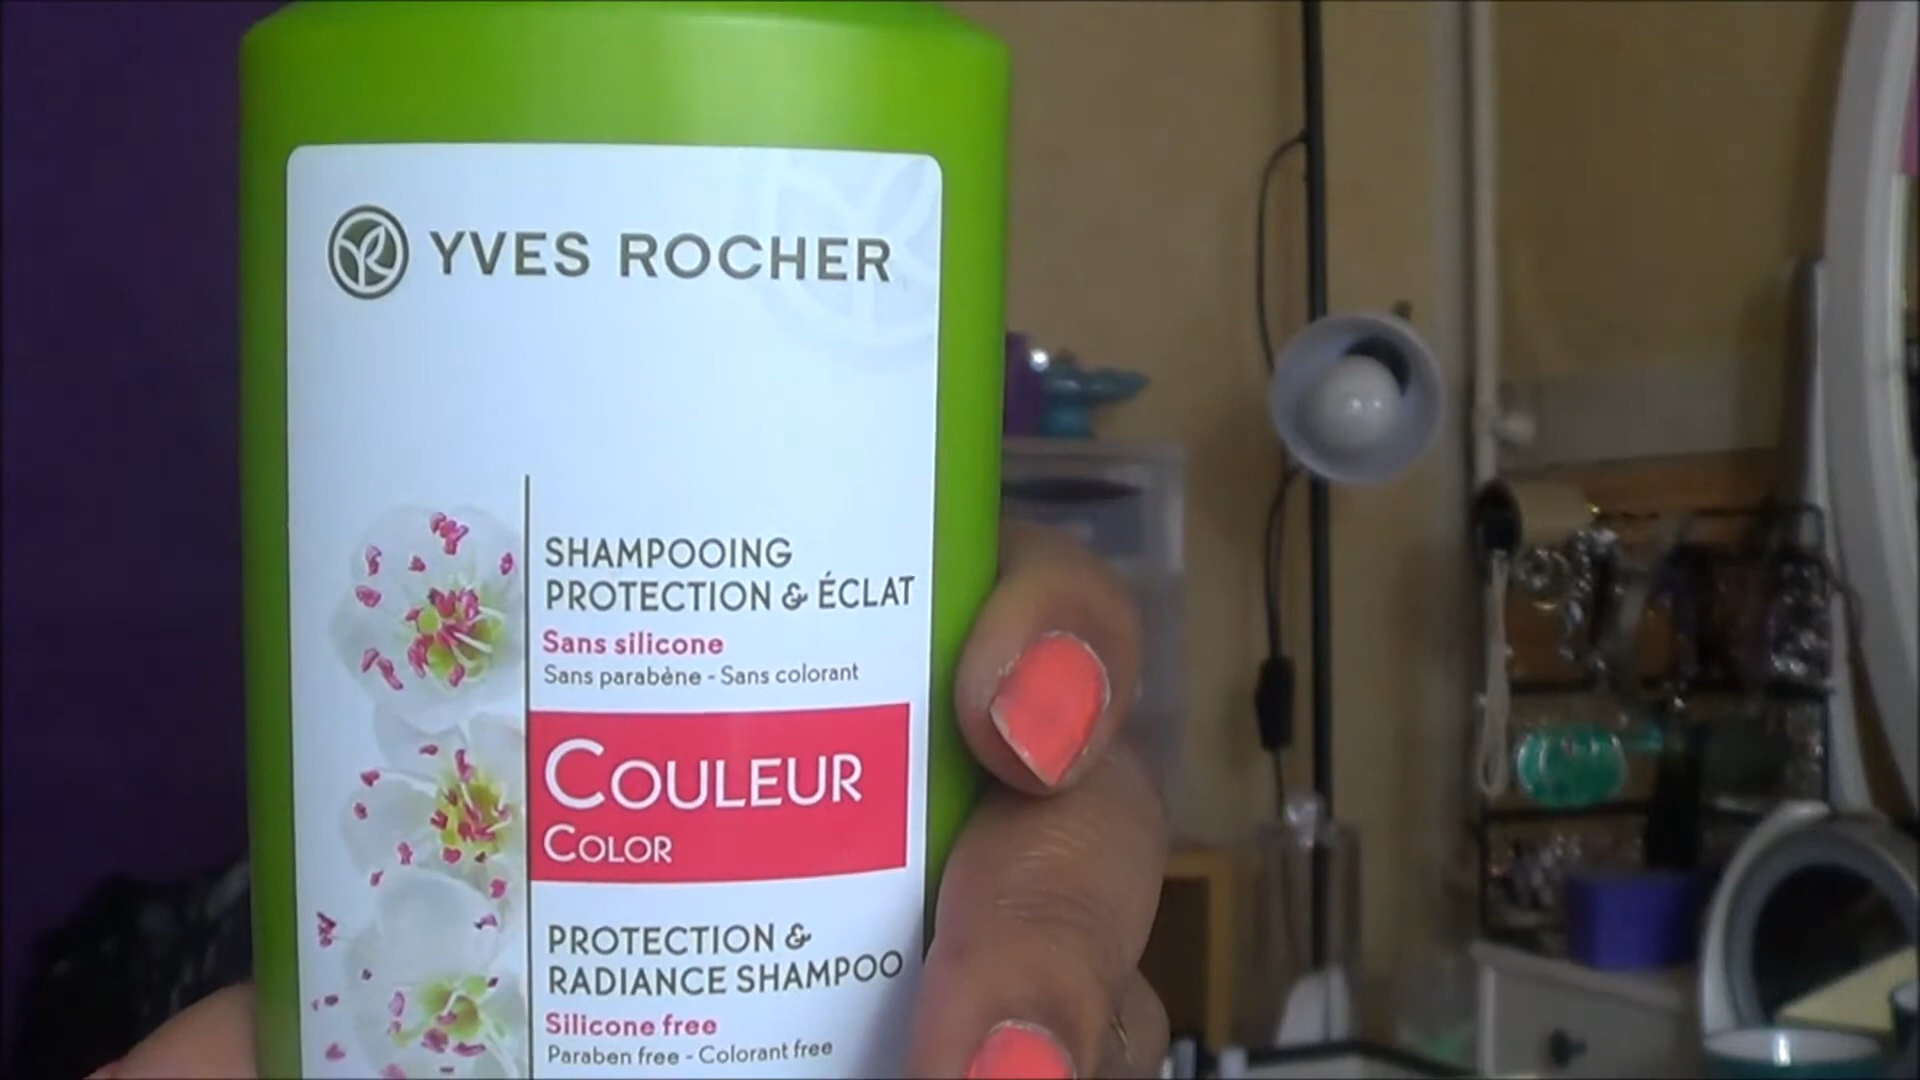 YVES ROCHER
SHAMPOOING
PROTECTION & ÉCLAT
Sans silicone
Sans parabène - Sans colorant
COULEUR
COLOR
PROTECTION &
RADIANCE SHAMPOO
Silicone free
Paraben free - Colorant free